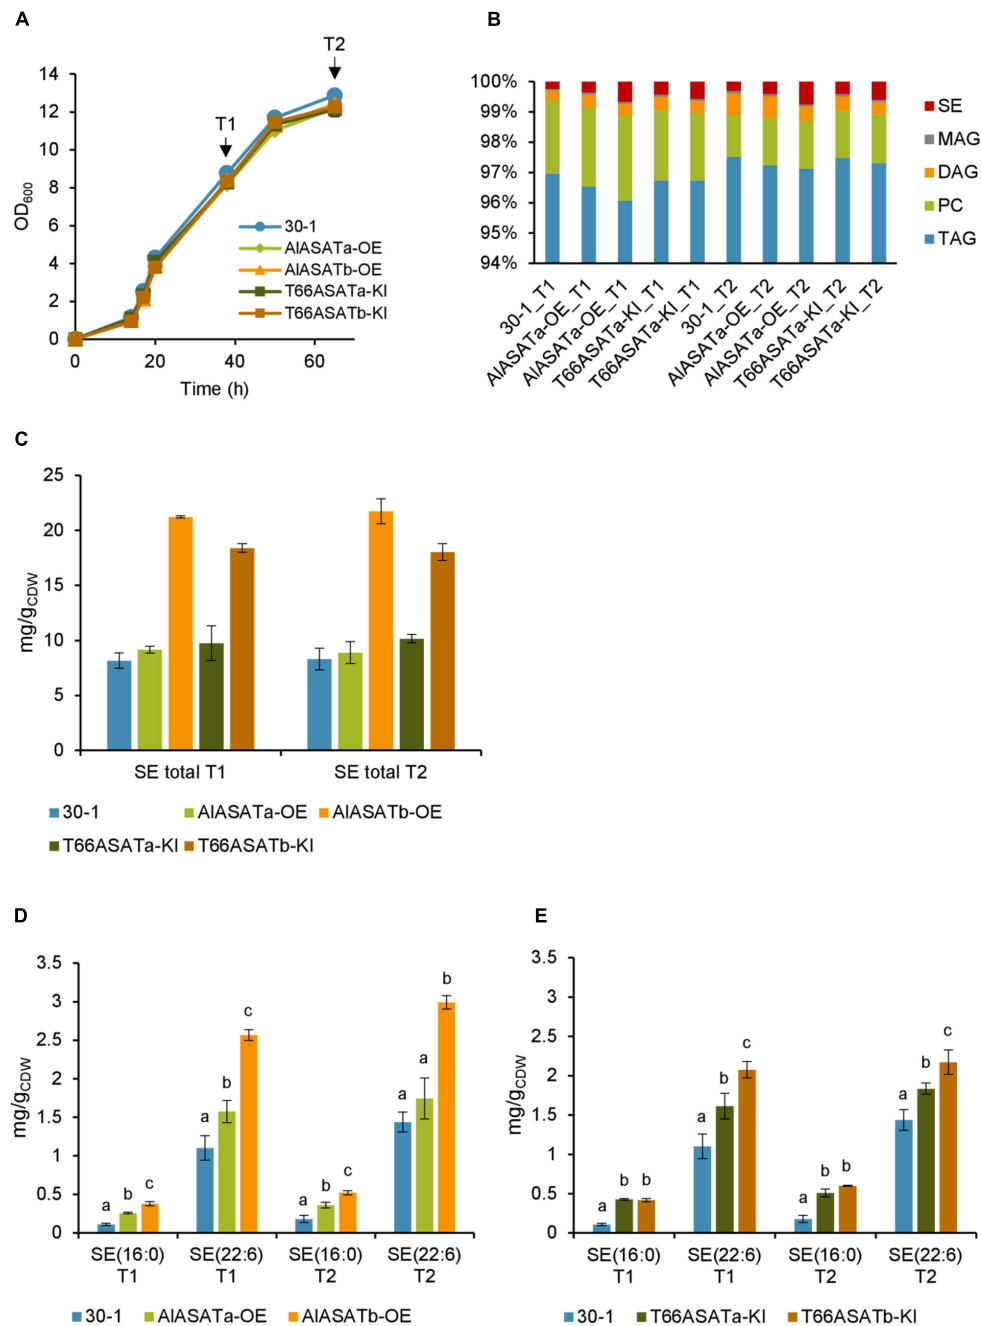 A
T2
T1
14
12
10
8
6
4
2
0
OD600
0
20
40
60
Time (h)
30-1
AlASATa-OE
AlASATb-OE
T66ASATa-KI
T66ASATb-KI
B
100%
99%
98%
97%
96%
95%
94%
SE
MAG
DAG
PC
TAG
30-1_T1
AlASATa-OE_T1
AlASATa-OE_T1
T66ASATa-KI_T1
T66ASATa-KI_T1
30-1_T2
AlASATa-OE_T2
AlASATa-OE_T2
T66ASATa-KI_T2
T66ASATa-KI_T2
C
25
20
15
10
5
0
mg/gCDW
SE total T1
SE total T2
30-1
AlASATa-OE
AlASATb-OE
T66ASATa-KI
T66ASATb-KI
D
3.5
3
2.5
2
1.5
1
0.5
0
mg/gCDW
a b c
a b c
a b c
a a b
SE(16:0) T1
SE(22:6) T1
SE(16:0) T2
SE(22:6) T2
30-1
AlASATa-OE
AlASATb-OE
E
3.5
3
2.5
2
1.5
1
0.5
0
mg/gCDW
a b b
a b c
a b b
a b c
SE(16:0) T1
SE(22:6) T1
SE(16:0) T2
SE(22:6) T2
30-1
T66ASATa-KI
T66ASATb-KI